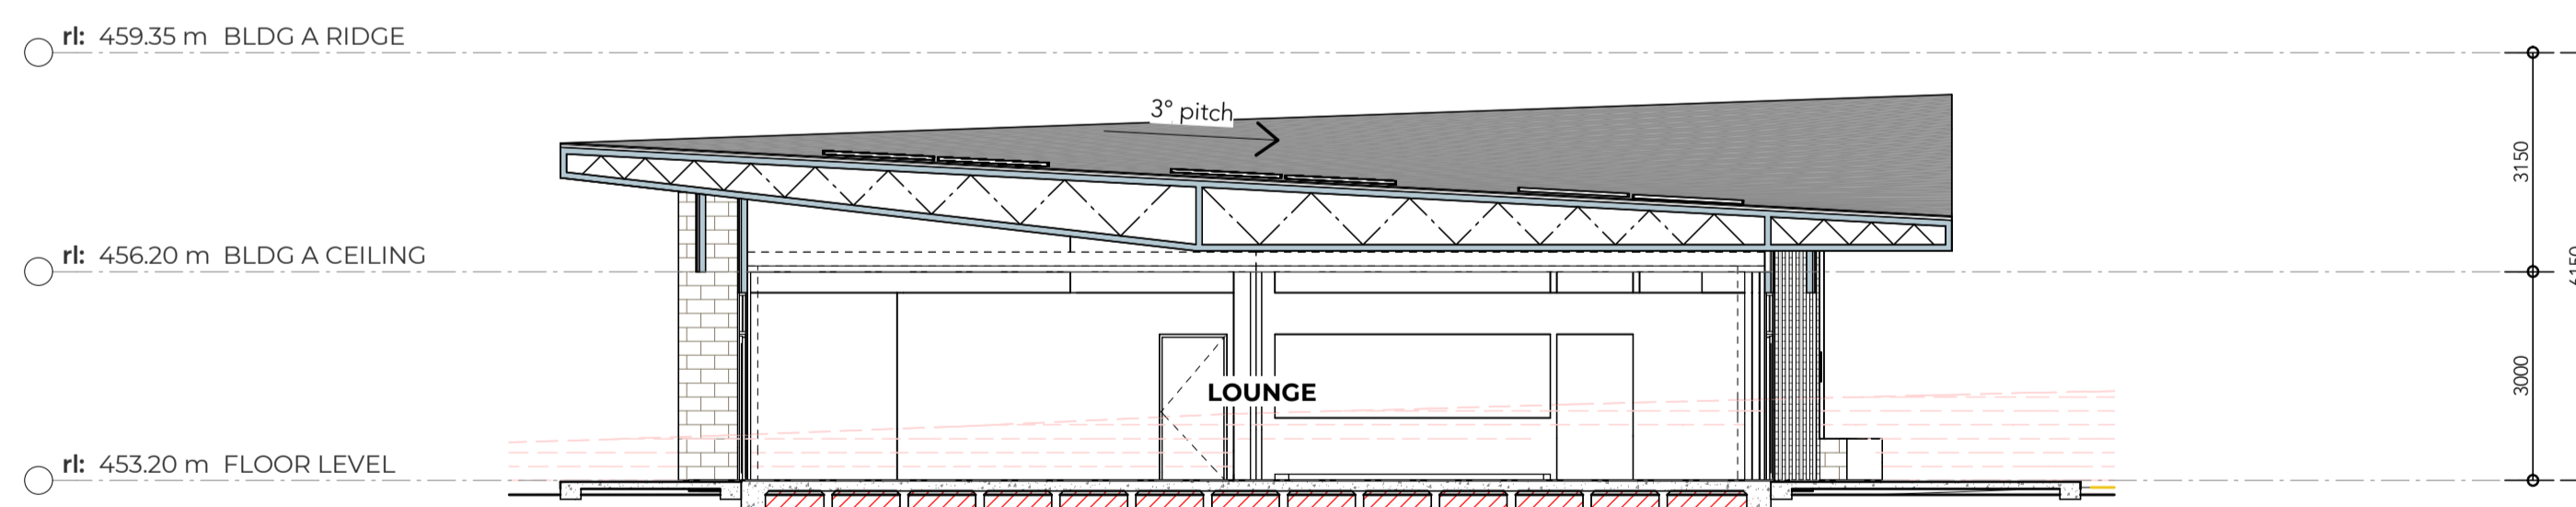 rl: 459.35 m BLDG A RIDGE
3° pitch
3150
rl: 456.20 m BLDG A CEILING
LOUNGE
3000
rl: 453.20 m FLOOR LEVEL